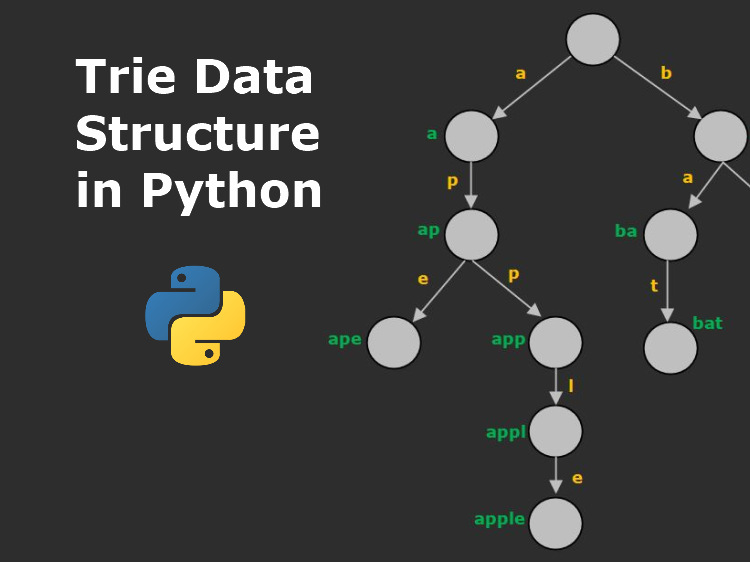 Trie Data
Structure
in Python
a
b
a
p
a
ap
ba
e
p
t
ape
app
bat
l
appl
e
apple